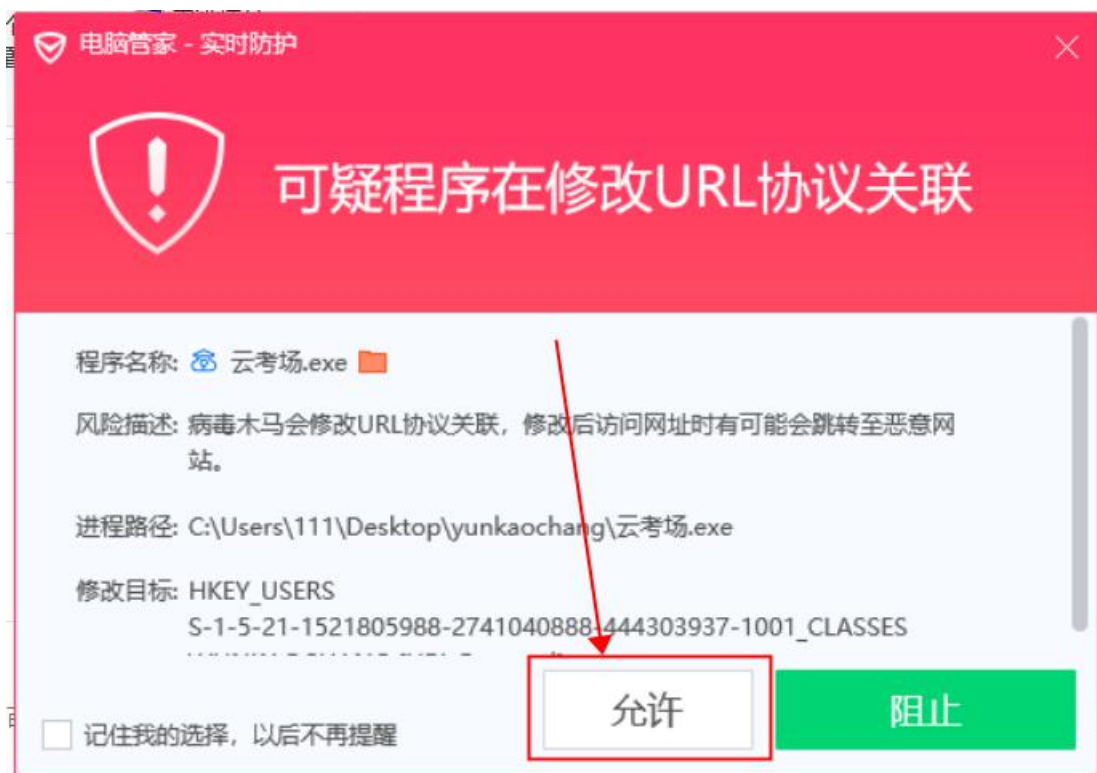 电脑管家 - 实时防护
可疑程序在修改URL协议关联
程序名称: 云考场.exe
风险描述: 病毒木马会修改URL协议关联，修改后访问网址时有可能会跳转至恶意网
站。
进程路径: C:\Users\111\Desktop\yunkaochang\云考场.exe
修改目标: HKEY_USERS
S-1-5-21-1521805988-2741040888-444303937-1001_CLASSES
记住我的选择，以后不再提醒
允许
阻止